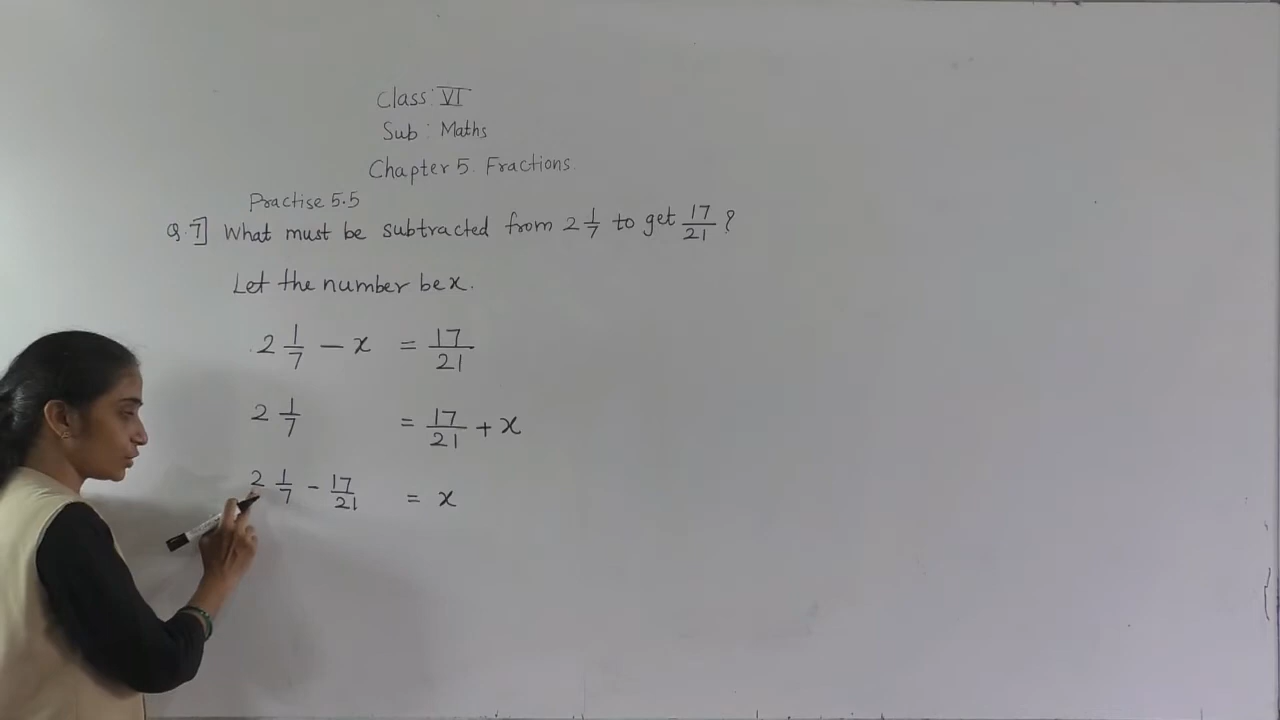 Class: VI
Sub: Maths
Chapter 5. Fractions.
Practise 5.5
Q.7] What must be subtracted from 2 1/7 to get 17/21?
Let the number be x.
2 1/7 - x = 17/21
2 1/7 = 17/21 + x
2 1/7 - 17/21 = x